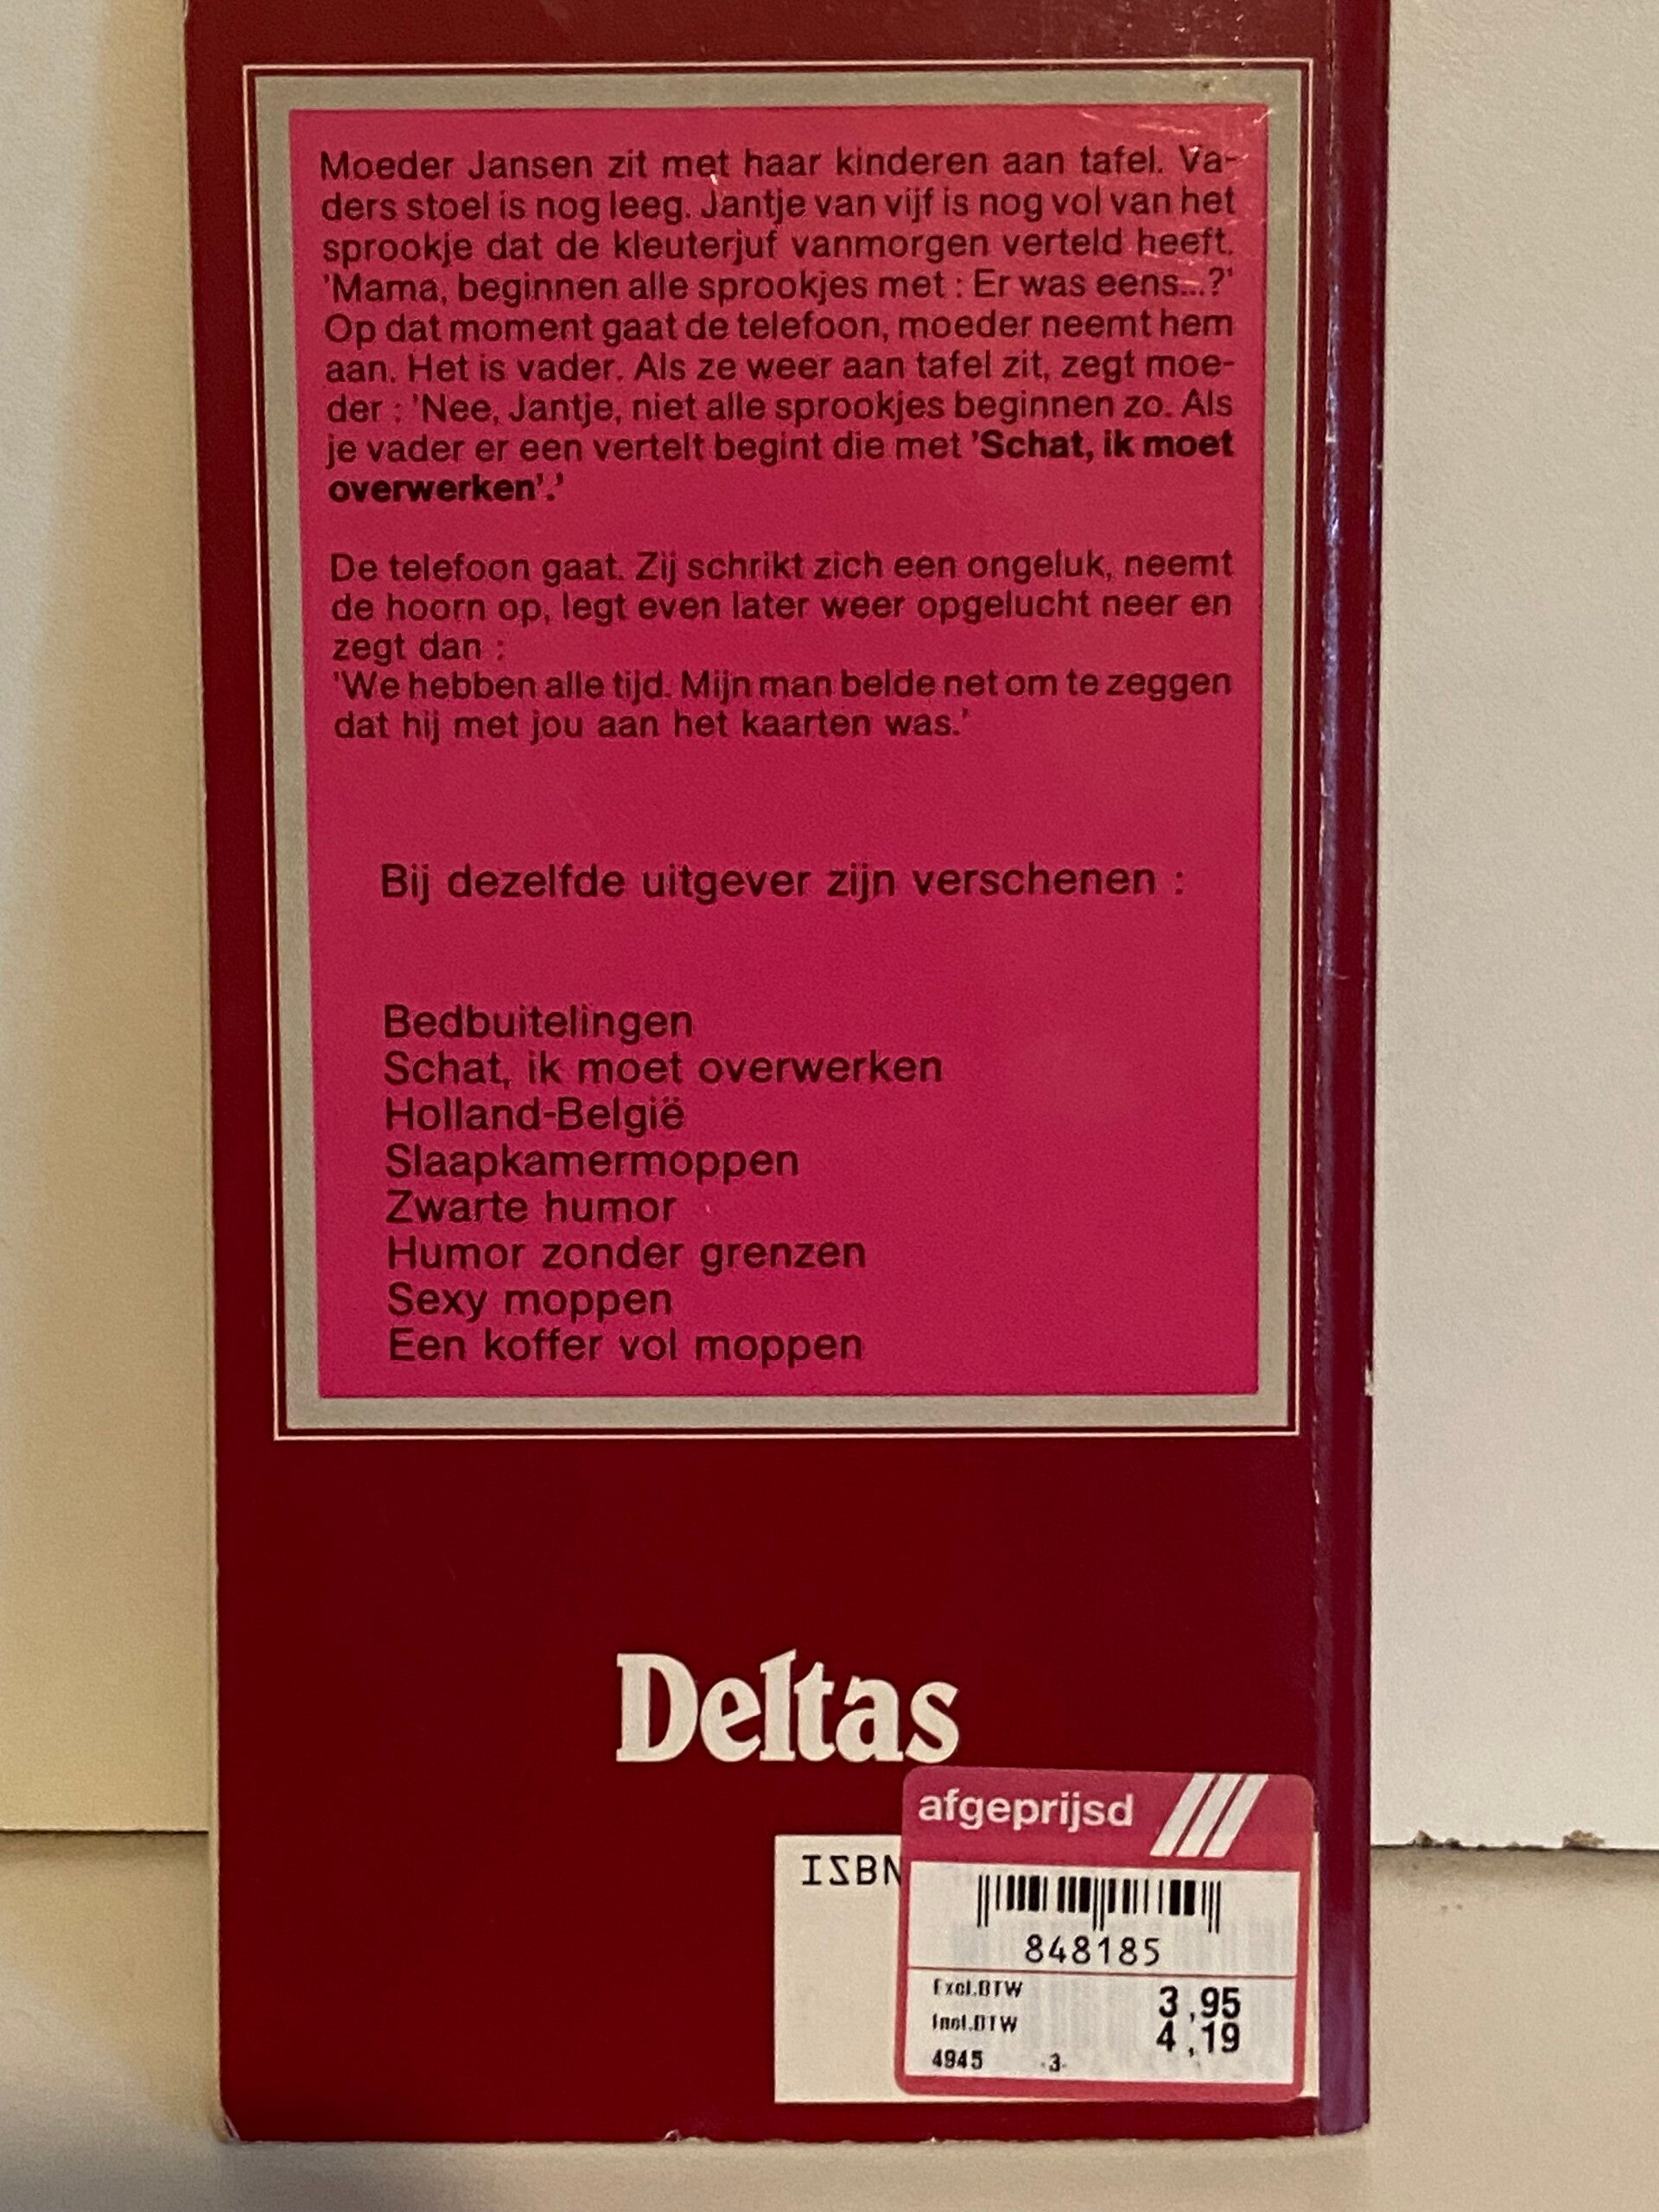 Moeder Jansen zit met haar kinderen aan tafel. Va-
ders stoel is nog leeg. Jantje van vijf is nog vol van het
sprookje dat de kleuterjuf vanmorgen verteld heeft.
'Mama, beginnen alle sprookjes met : Er was eens...?'
Op dat moment gaat de telefoon, moeder neemt hem
aan. Het is vader. Als ze weer aan tafel zit, zegt moe-
der : 'Nee, Jantje, niet alle sprookjes beginnen zo. Als
je vader er een vertelt begint die met 'Schat, ik moet
overwerken'.'
De telefoon gaat. Zij schrikt zich een ongeluk, neemt
de hoorn op, legt even later weer opgelucht neer en
zegt dan :
'We hebben alle tijd. Mijn man belde net om te zeggen
dat hij met jou aan het kaarten was.'
Bij dezelfde uitgever zijn verschenen :
Bedbuitelingen
Schat, ik moet overwerken
Holland-België
Slaapkamermoppen
Zwarte humor
Humor zonder grenzen
Sexy moppen
Een koffer vol moppen
Deltas
afgeprijsd
ISBN
848185
Excl.BTW 3,95
Incl.BTW 4,19
4945 3